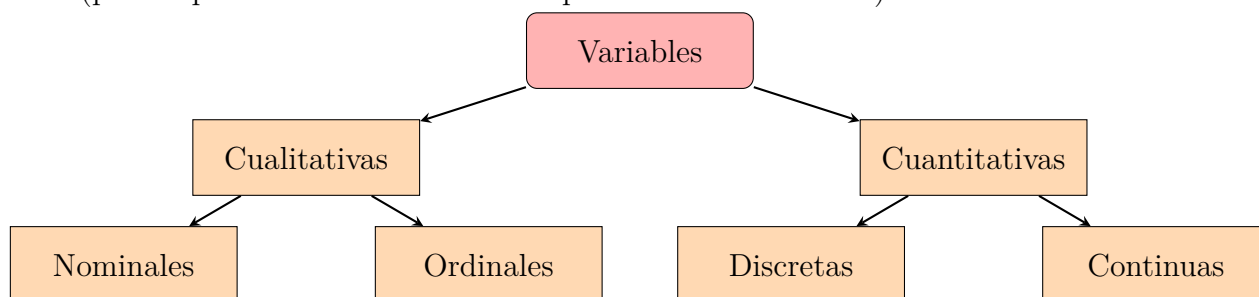 Variables
Cualitativas Cuantitativas
Nominales Ordinales Discretas Continuas